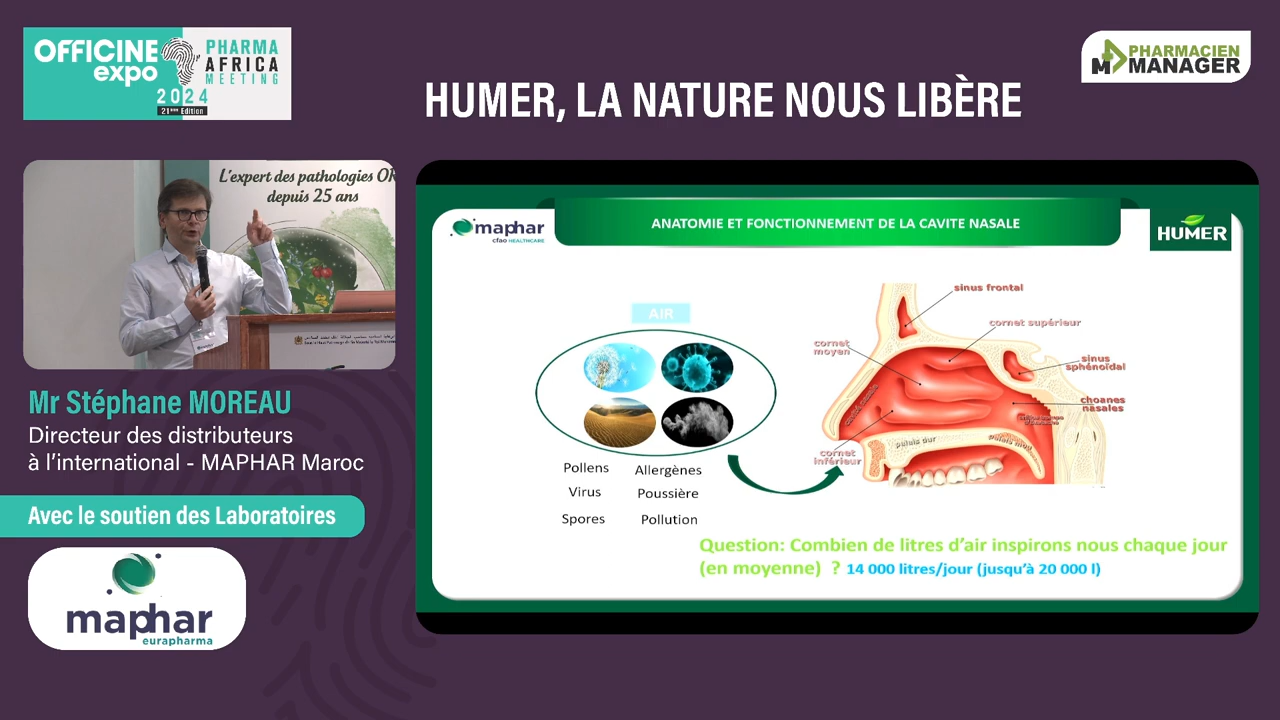 OFFICINE
expo
PHARMA
AFRICA
MEETING
2024
21ème Edition
PHARMACIEN
MANAGER
HUMER, LA NATURE NOUS LIBÈRE
L'expert des pathologies OR
depuis 25 ans
Mr Stéphane MOREAU
Directeur des distributeurs
à l'international - MAPHAR Maroc
Avec le soutien des Laboratoires
maphar
eurapharma
maphar
cfao HEALTHCARE
ANATOMIE ET FONCTIONNEMENT DE LA CAVITE NASALE
HUMER
AIR
Pollens
Allergènes
Virus
Poussière
Spores
Pollution
sinus frontal
cornet supérieur
cornet
moyen
sinus
sphénoïdal
choanes
nasales
cornet
inférieur
palais dur
palais mou
Question: Combien de litres d'air inspirons nous chaque jour
(en moyenne) ? 14 000 litres/jour (jusqu'à 20 000 l)